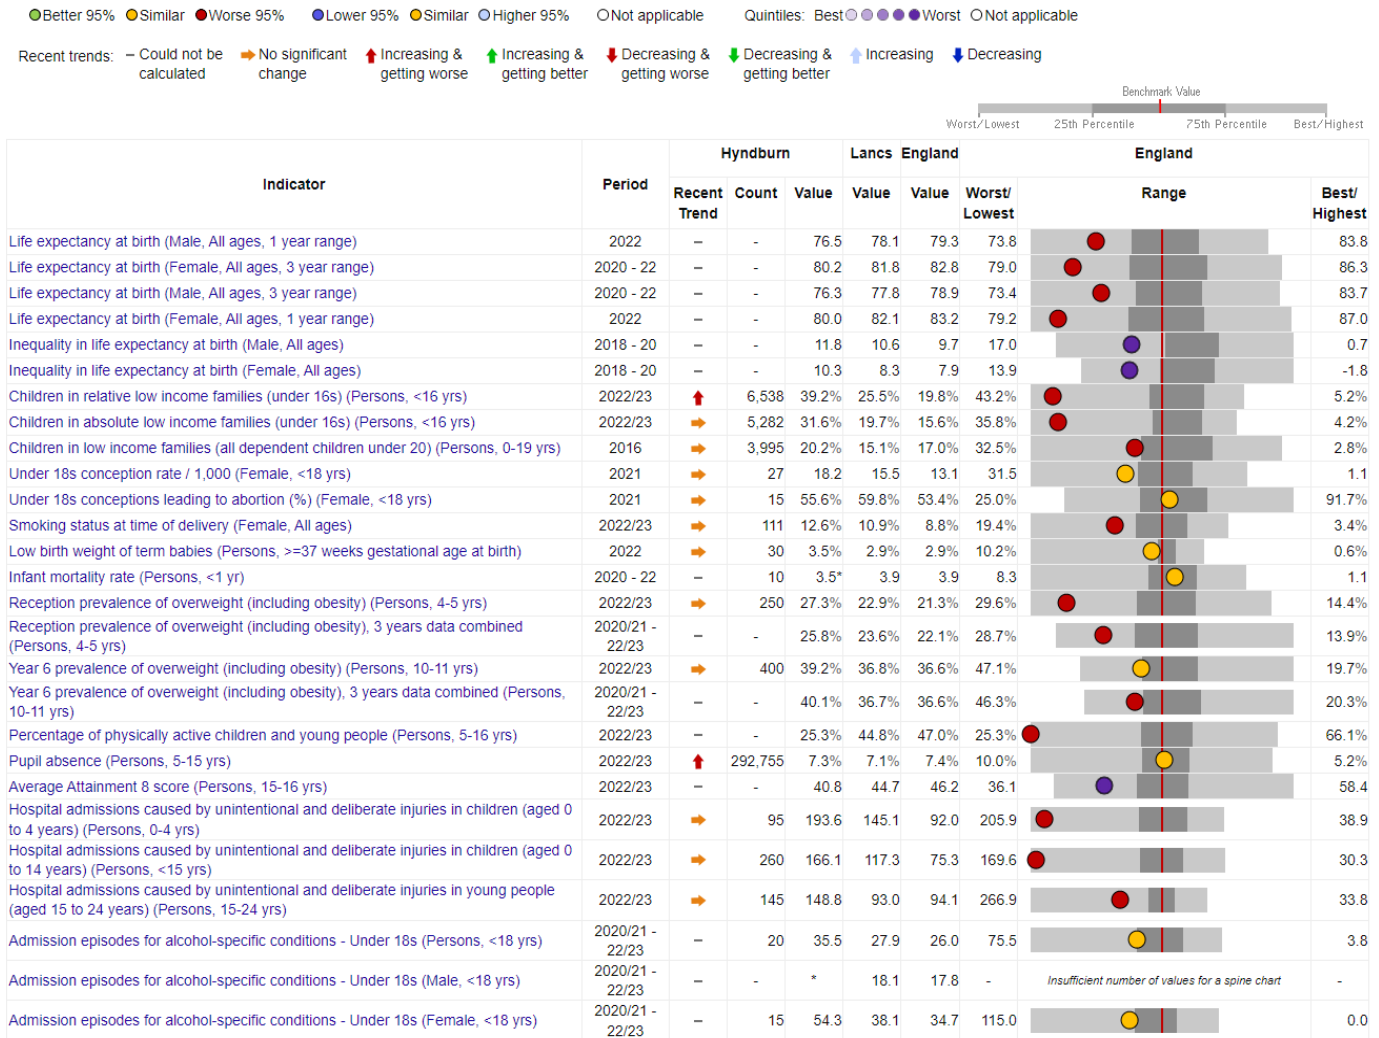 Better 95% Similar Worse 95% Lower 95% Similar Higher 95% Not applicable Quintiles: Best Worst Not applicable
Recent trends: – Could not be calculated No significant change Increasing & getting worse Increasing & getting better Decreasing & getting worse Decreasing & getting better Increasing Decreasing
Benchmark Value
Worst/Lowest 25th Percentile 75th Percentile Best/Highest
Hyndburn Lancs England England
Indicator Period Recent Trend Count Value Value Value Worst/ Lowest Range Best/ Highest
Life expectancy at birth (Male, All ages, 1 year range) 2022 – - 76.5 78.1 79.3 73.8 83.8
Life expectancy at birth (Female, All ages, 3 year range) 2020 - 22 – - 80.2 81.8 82.8 79.0 86.3
Life expectancy at birth (Male, All ages, 3 year range) 2020 - 22 – - 76.3 77.8 78.9 73.4 83.7
Life expectancy at birth (Female, All ages, 1 year range) 2022 – - 80.0 82.1 83.2 79.2 87.0
Inequality in life expectancy at birth (Male, All ages) 2018 - 20 – - 11.8 10.6 9.7 17.0 0.7
Inequality in life expectancy at birth (Female, All ages) 2018 - 20 – - 10.3 8.3 7.9 13.9 -1.8
Children in relative low income families (under 16s) (Persons, <16 yrs) 2022/23 6,538 39.2% 25.5% 19.8% 43.2% 5.2%
Children in absolute low income families (under 16s) (Persons, <16 yrs) 2022/23 5,282 31.6% 19.7% 15.6% 35.8% 4.2%
Children in low income families (all dependent children under 20) (Persons, 0-19 yrs) 2016 3,995 20.2% 15.1% 17.0% 32.5% 2.8%
Under 18s conception rate / 1,000 (Female, <18 yrs) 2021 27 18.2 15.5 13.1 31.5 1.1
Under 18s conceptions leading to abortion (%) (Female, <18 yrs) 2021 15 55.6% 59.8% 53.4% 25.0% 91.7%
Smoking status at time of delivery (Female, All ages) 2022/23 111 12.6% 10.9% 8.8% 19.4% 3.4%
Low birth weight of term babies (Persons, >=37 weeks gestational age at birth) 2022 30 3.5% 2.9% 2.9% 10.2% 0.6%
Infant mortality rate (Persons, <1 yr) 2020 - 22 – 10 3.5* 3.9 3.9 8.3 1.1
Reception prevalence of overweight (including obesity) (Persons, 4-5 yrs) 2022/23 250 27.3% 22.9% 21.3% 29.6% 14.4%
Reception prevalence of overweight (including obesity), 3 years data combined (Persons, 4-5 yrs) 2020/21 - 22/23 – - 25.8% 23.6% 22.1% 28.7% 13.9%
Year 6 prevalence of overweight (including obesity) (Persons, 10-11 yrs) 2022/23 400 39.2% 36.8% 36.6% 47.1% 19.7%
Year 6 prevalence of overweight (including obesity), 3 years data combined (Persons, 10-11 yrs) 2020/21 - 22/23 – - 40.1% 36.7% 36.6% 46.3% 20.3%
Percentage of physically active children and young people (Persons, 5-16 yrs) 2022/23 – - 25.3% 44.8% 47.0% 25.3% 66.1%
Pupil absence (Persons, 5-15 yrs) 2022/23 292,755 7.3% 7.1% 7.4% 10.0% 5.2%
Average Attainment 8 score (Persons, 15-16 yrs) 2022/23 – - 40.8 44.7 46.2 36.1 58.4
Hospital admissions caused by unintentional and deliberate injuries in children (aged 0 to 4 years) (Persons, 0-4 yrs) 2022/23 95 193.6 145.1 92.0 205.9 38.9
Hospital admissions caused by unintentional and deliberate injuries in children (aged 0 to 14 years) (Persons, <15 yrs) 2022/23 260 166.1 117.3 75.3 169.6 30.3
Hospital admissions caused by unintentional and deliberate injuries in young people (aged 15 to 24 years) (Persons, 15-24 yrs) 2022/23 145 148.8 93.0 94.1 266.9 33.8
Admission episodes for alcohol-specific conditions - Under 18s (Persons, <18 yrs) 2020/21 - 22/23 – 20 35.5 27.9 26.0 75.5 3.8
Admission episodes for alcohol-specific conditions - Under 18s (Male, <18 yrs) 2020/21 - 22/23 – - * 18.1 17.8 - Insufficient number of values for a spine chart -
Admission episodes for alcohol-specific conditions - Under 18s (Female, <18 yrs) 2020/21 - 22/23 – 15 54.3 38.1 34.7 115.0 0.0